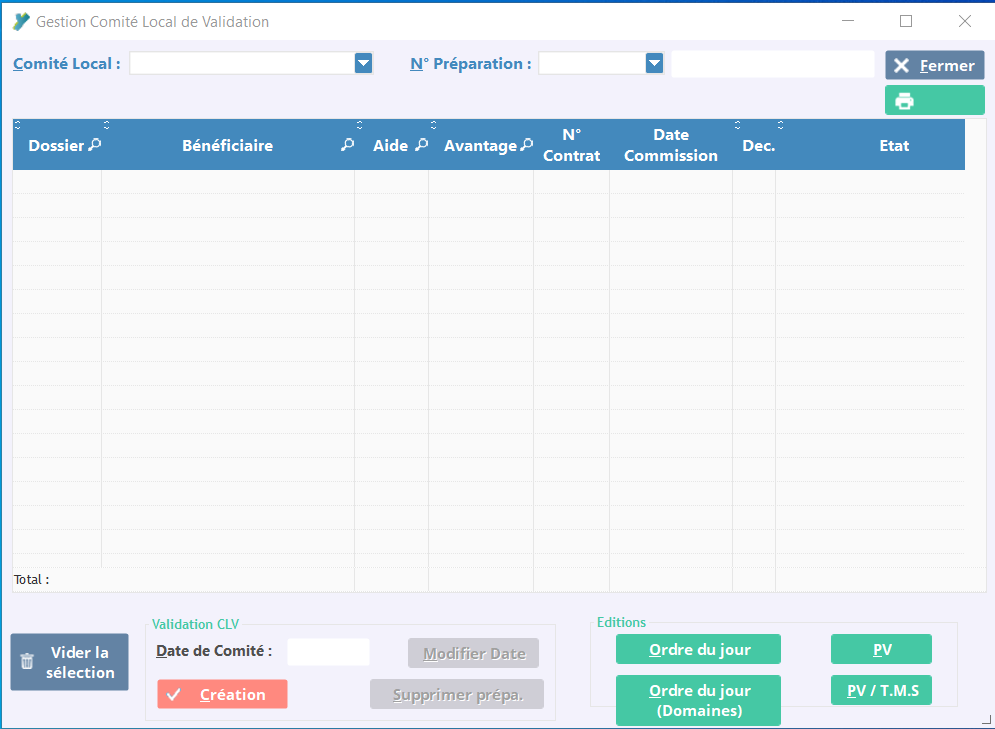 Gestion Comité Local de Validation
Comité Local :
N° Préparation :
Fermer
Dossier
Bénéficiaire
Aide
Avantage
N°
Contrat
Date
Commission
Dec.
Etat
Total :
Vider la
sélection
Validation CLV
Date de Comité :
Modifier Date
Création
Supprimer prépa.
Editions
Ordre du jour
PV
Ordre du jour
(Domaines)
PV / T.M.S